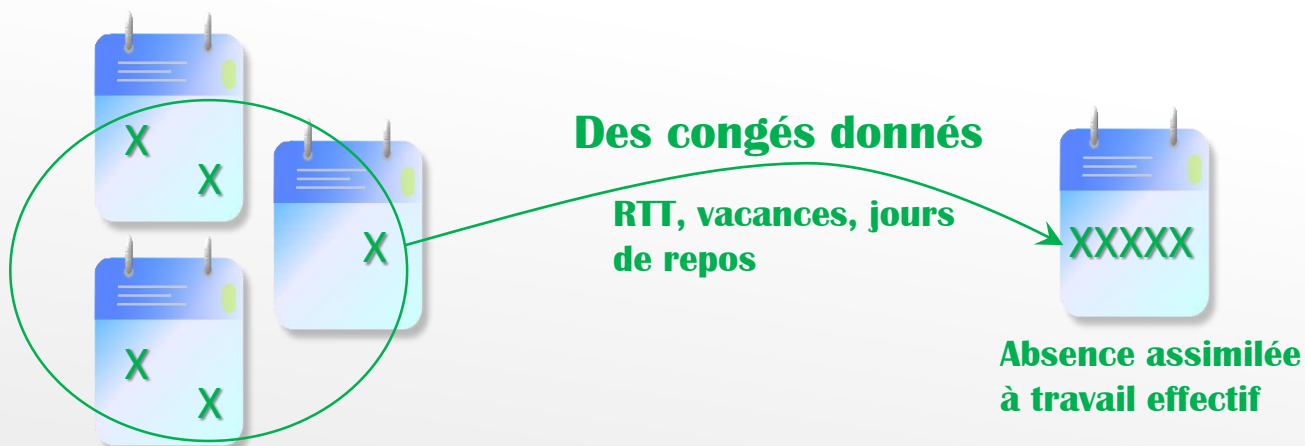 X
X
X
X
X
Des congés donnés
RTT, vacances, jours
de repos
XXXXX
Absence assimilée
à travail effectif